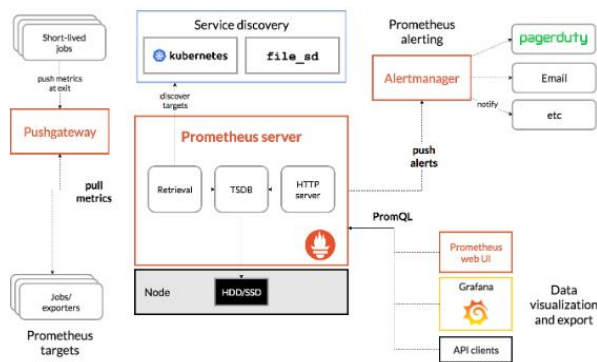 Short-lived
jobs
push metrics
at exit
Pushgateway
pull
metrics
Jobs/
exporters
Prometheus
targets
Service discovery
kubernetes
file_sd
discover
targets
Prometheus server
Retrieval
TSDB
HTTP
server
Node
HDD/SSD
Prometheus
alerting
Alertmanager
pagerduty
Email
etc
notify
push
alerts
PromQL
Prometheus
web UI
Grafana
API clients
Data
visualization
and export